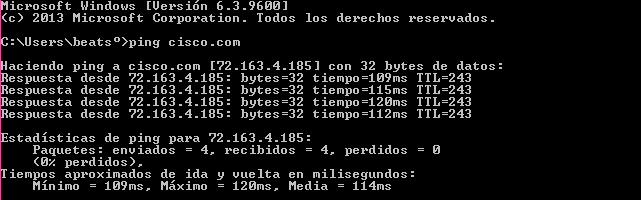 Microsoft Windows [Versión 6.3.9600]
(c) 2013 Microsoft Corporation. Todos los derechos reservados.
C:\Users\beatsº>ping cisco.com
Haciendo ping a cisco.com [72.163.4.185] con 32 bytes de datos:
Respuesta desde 72.163.4.185: bytes=32 tiempo=109ms TTL=243
Respuesta desde 72.163.4.185: bytes=32 tiempo=115ms TTL=243
Respuesta desde 72.163.4.185: bytes=32 tiempo=120ms TTL=243
Respuesta desde 72.163.4.185: bytes=32 tiempo=112ms TTL=243
Estadísticas de ping para 72.163.4.185:
Paquetes: enviados = 4, recibidos = 4, perdidos = 0
(0% perdidos),
Tiempos aproximados de ida y vuelta en milisegundos:
Mínimo = 109ms, Máximo = 120ms, Media = 114ms